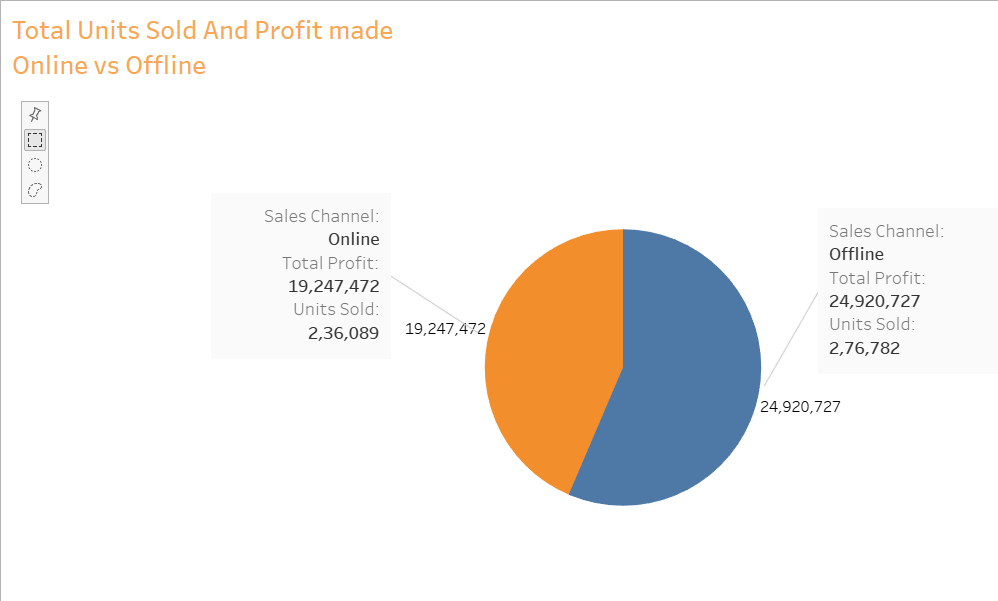 Total Units Sold And Profit made
Online vs Offline
Sales Channel:
Online
Total Profit:
19,247,472
Units Sold:
2,36,089
19,247,472
Sales Channel:
Offline
Total Profit:
24,920,727
Units Sold:
2,76,782
24,920,727